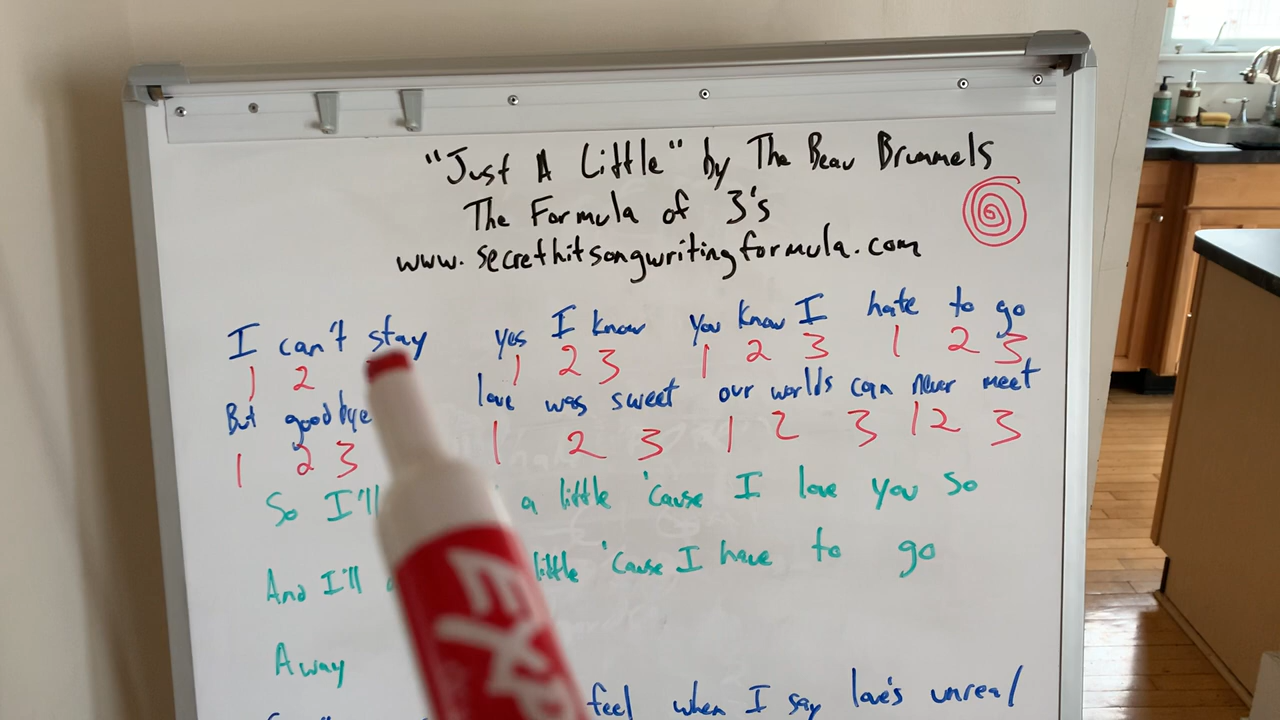 "Just A Little" by The Beau Brummels
The Formula of 3's
www.secrethitsongwritingformula.com
I can't stay yes I know you know I hate to go
1 2 1 2 3 1 2 3 1 2 3
But goodbye love was sweet our worlds can never meet
1 2 3 1 2 3 1 2 3 1 2 3
So I'll a little 'cause I love you so
And I'll little 'cause I have to go
Away
feel when I say love's unreal
EXP